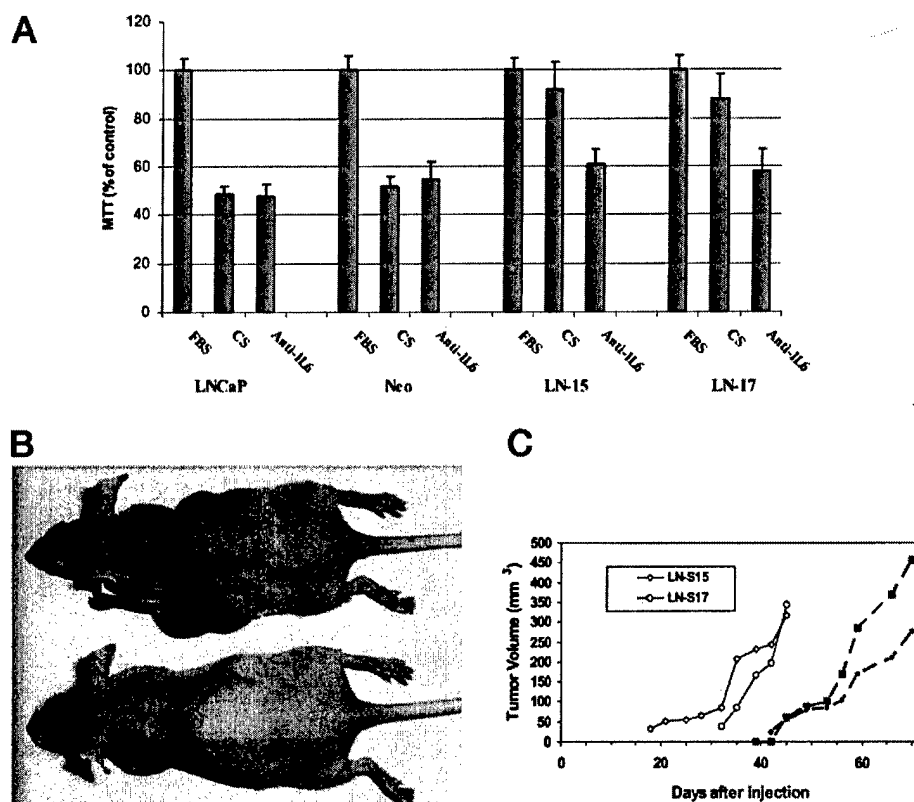 A
120
100
80
60
40
20
0
MTT (% of control)
FBS CS Anti-IL6 FBS CS Anti-IL6 FBS CS Anti-IL6 FBS CS Anti-IL6
LNCaP Neo LN-15 LN-17
B
C
500
450
400
350
300
250
200
150
100
50
0
Tumor Volume (mm³)
LN-S15
LN-S17
0 20 40 60
Days after Injection